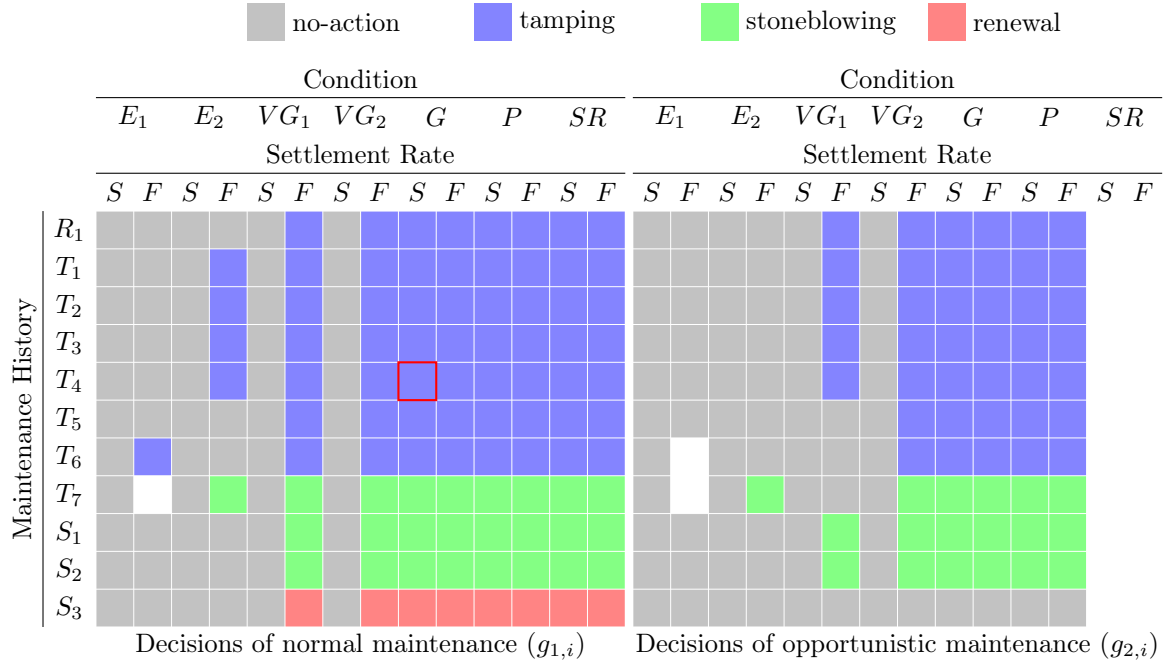 no-action tamping stoneblowing renewal
Condition Condition
E₁ E₂ VG₁ VG₂ G P SR E₁ E₂ VG₁ VG₂ G P SR
Settlement Rate Settlement Rate
S F S F S F S F S F S F S F S F S F S F S F S F S F S F
Maintenance History
R₁
T₁
T₂
T₃
T₄
T₅
T₆
T₇
S₁
S₂
S₃
Decisions of normal maintenance (g₁,ᵢ) Decisions of opportunistic maintenance (g₂,ᵢ)